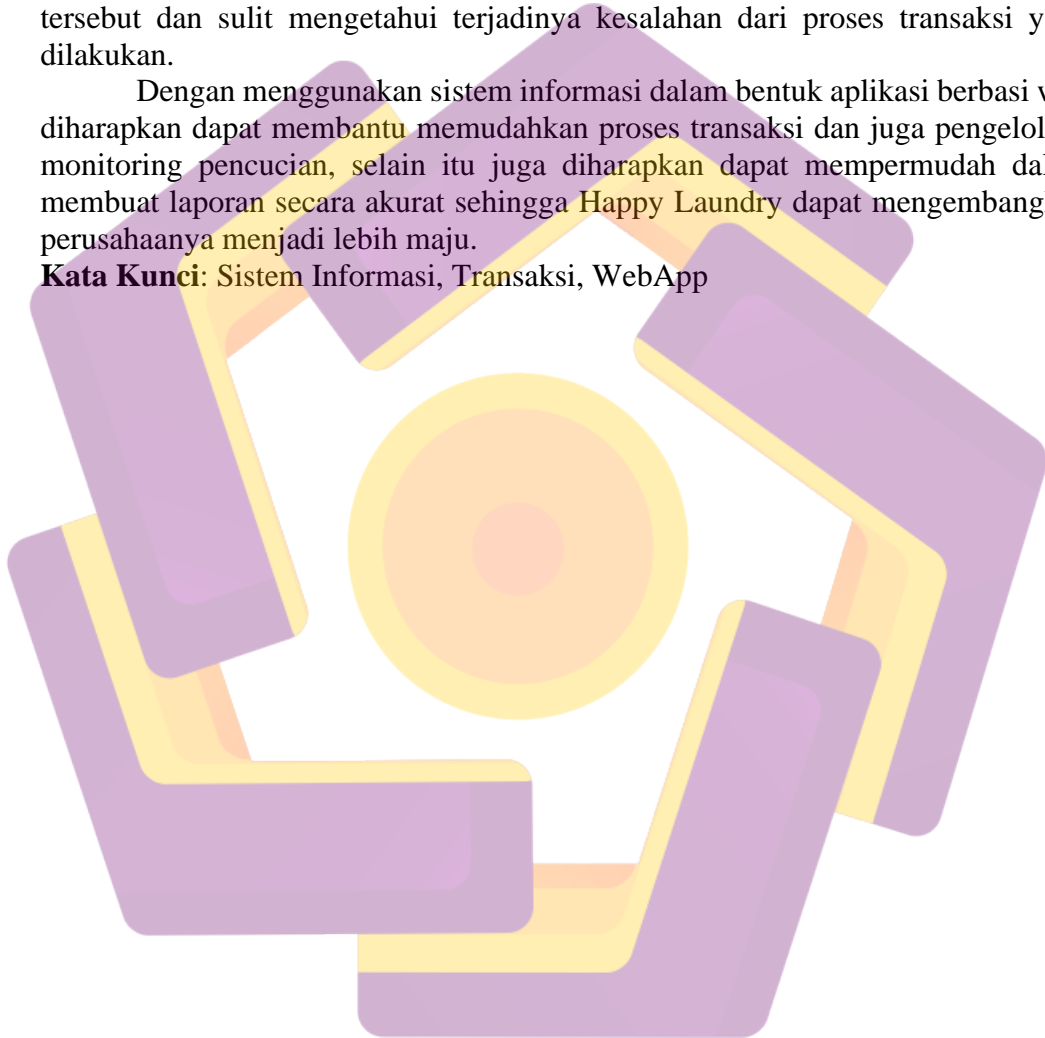 tersebut dan sulit mengetahui terjadinya kesalahan dari proses transaksi y
dilakukan.
Dengan menggunakan sistem informasi dalam bentuk aplikasi berbasi
diharapkan dapat membantu memudahkan proses transaksi dan juga pengelol
monitoring pencucian, selain itu juga diharapkan dapat mempermudah dal
membuat laporan secara akurat sehingga Happy Laundry dapat mengembang
perusahaanya menjadi lebih maju.
Kata Kunci: Sistem Informasi, Transaksi, WebApp